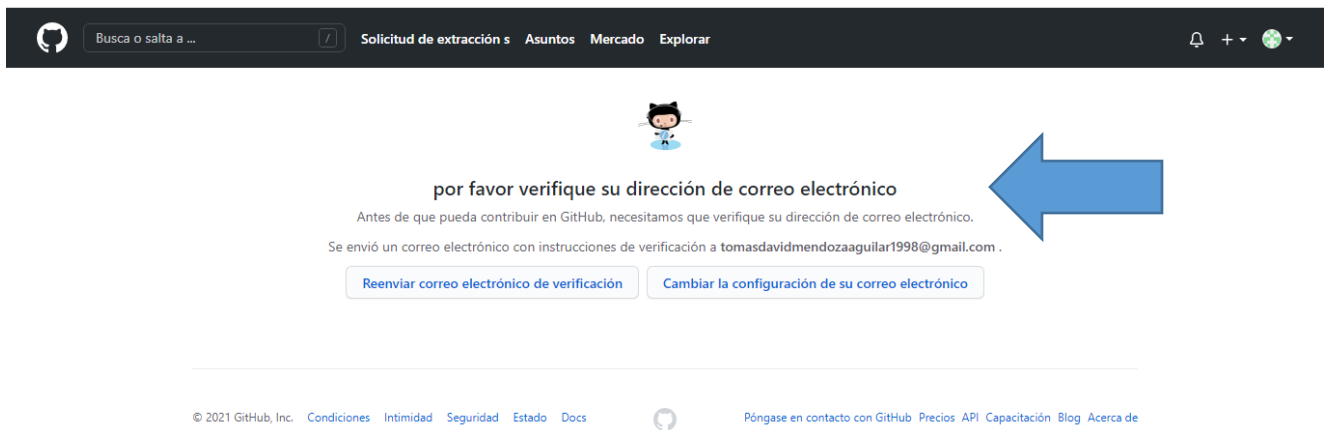 Busca o salta a ... / Solicitud de extracción s Asuntos Mercado Explorar
por favor verifique su dirección de correo electrónico
Antes de que pueda contribuir en GitHub, necesitamos que verifique su dirección de correo electrónico.
Se envió un correo electrónico con instrucciones de verificación a tomasdavidmendozaaguilar1998@gmail.com .
Reenviar correo electrónico de verificación Cambiar la configuración de su correo electrónico
© 2021 GitHub, Inc. Condiciones Intimidad Seguridad Estado Docs Póngase en contacto con GitHub Precios API Capacitación Blog Acerca de